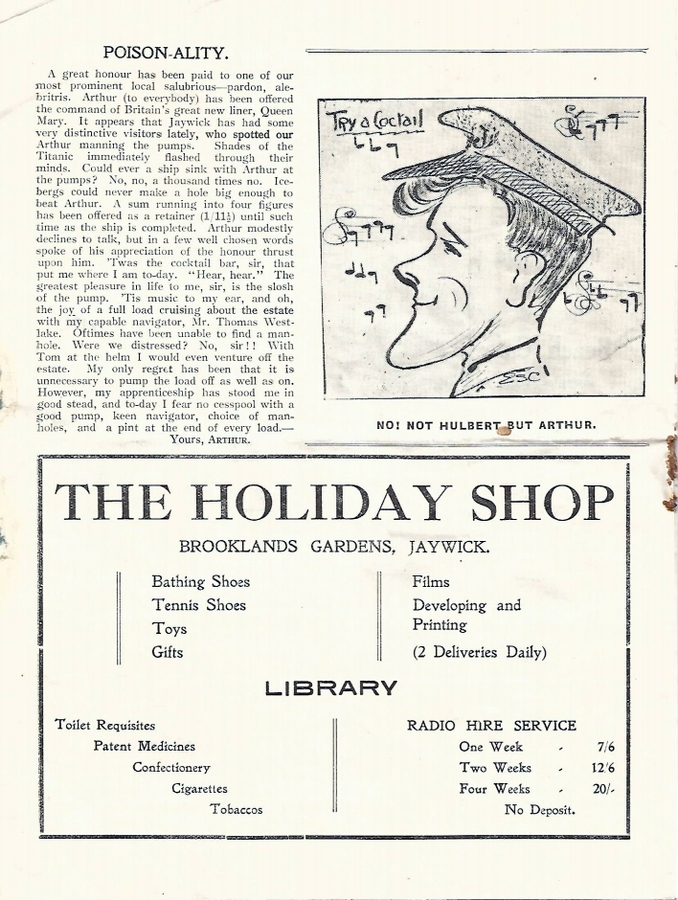 POISON-ALITY.
A great honour has been paid to one of our
most prominent local salubrious—pardon, ale-
britris. Arthur (to everybody) has been offered
the command of Britain's great new liner, Queen
Mary. It appears that Jaywick has had some
very distinctive visitors lately, who spotted our
Arthur manning the pumps. Shades of the
Titanic immediately flashed through their
minds. Could ever a ship sink with Arthur at
the pumps? No, no, a thousand times no. Ice-
bergs could never make a hole big enough to
beat Arthur. A sum running into four figures
has been offered as a retainer (1/11½) until such
time as the ship is completed. Arthur modestly
declines to talk, but in a few well chosen words
spoke of his appreciation of the honour thrust
upon him. 'Twas the cocktail bar, sir, that
put me where I am to-day. "Hear, hear." The
greatest pleasure in life to me, sir, is the slosh
of the pump. 'Tis music to my ear, and oh,
the joy of a full load cruising about the estate
with my capable navigator, Mr. Thomas West-
lake. Oftimes have been unable to find a man-
hole. Were we distressed? No, sir!! With
Tom at the helm I would even venture off the
estate. My only regret has been that it is
unnecessary to pump the load off as well as on.
However, my apprenticeship has stood me in
good stead, and to-day I fear no cesspool with a
good pump, keen navigator, choice of man-
holes, and a pint at the end of every load.—
Yours, ARTHUR.
Try a Coctail
ESC
NO! NOT HULBERT BUT ARTHUR.
THE HOLIDAY SHOP
BROOKLANDS GARDENS, JAYWICK.
Bathing Shoes
Tennis Shoes
Toys
Gifts
Films
Developing and
Printing
(2 Deliveries Daily)
LIBRARY
Toilet Requisites
Patent Medicines
Confectionery
Cigarettes
Tobaccos
RADIO HIRE SERVICE
One Week - 7/6
Two Weeks - 12/6
Four Weeks - 20/-
No Deposit.